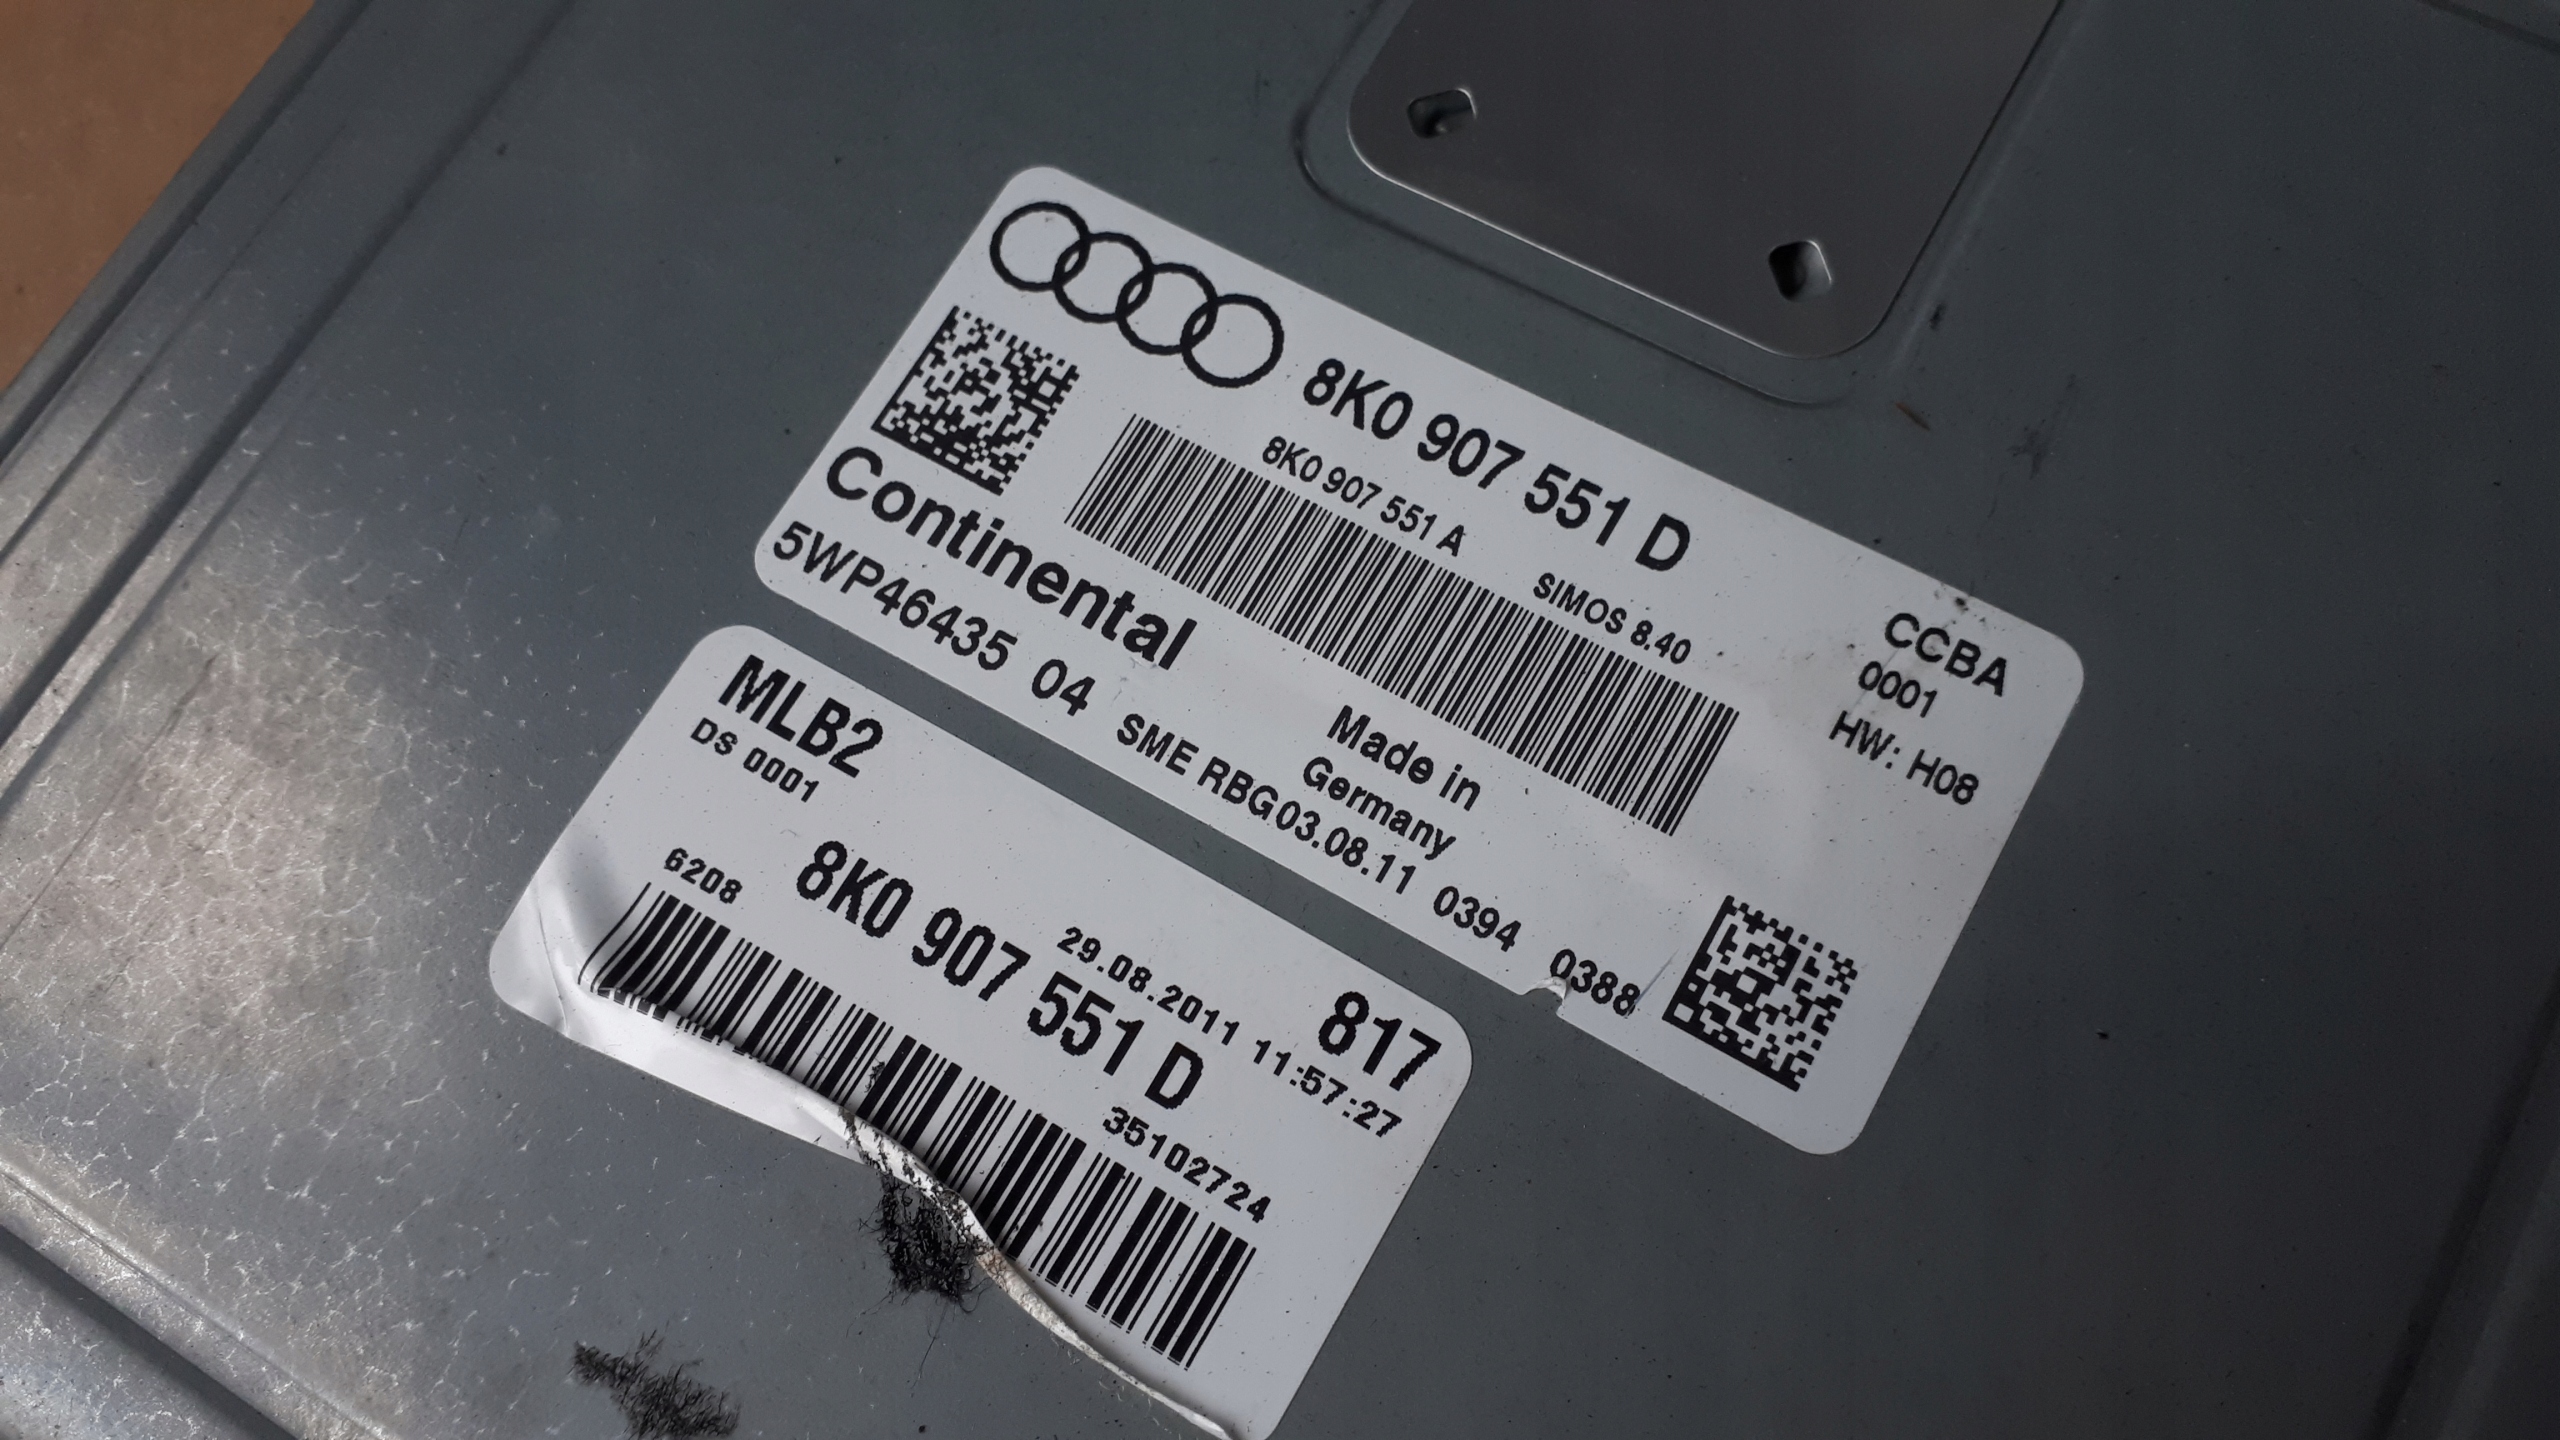 8K0 907 551 D
8K0 907 551 A
SIMOS 8.40
CCBA
0001
HW: H08
Continental
5WP46435 04
Made in
Germany
SME RBG03.08.11 0394 0388
MLB2
DS 0001
817
29.08.2011 11:57:27
6208
8K0 907 551 D
35102724